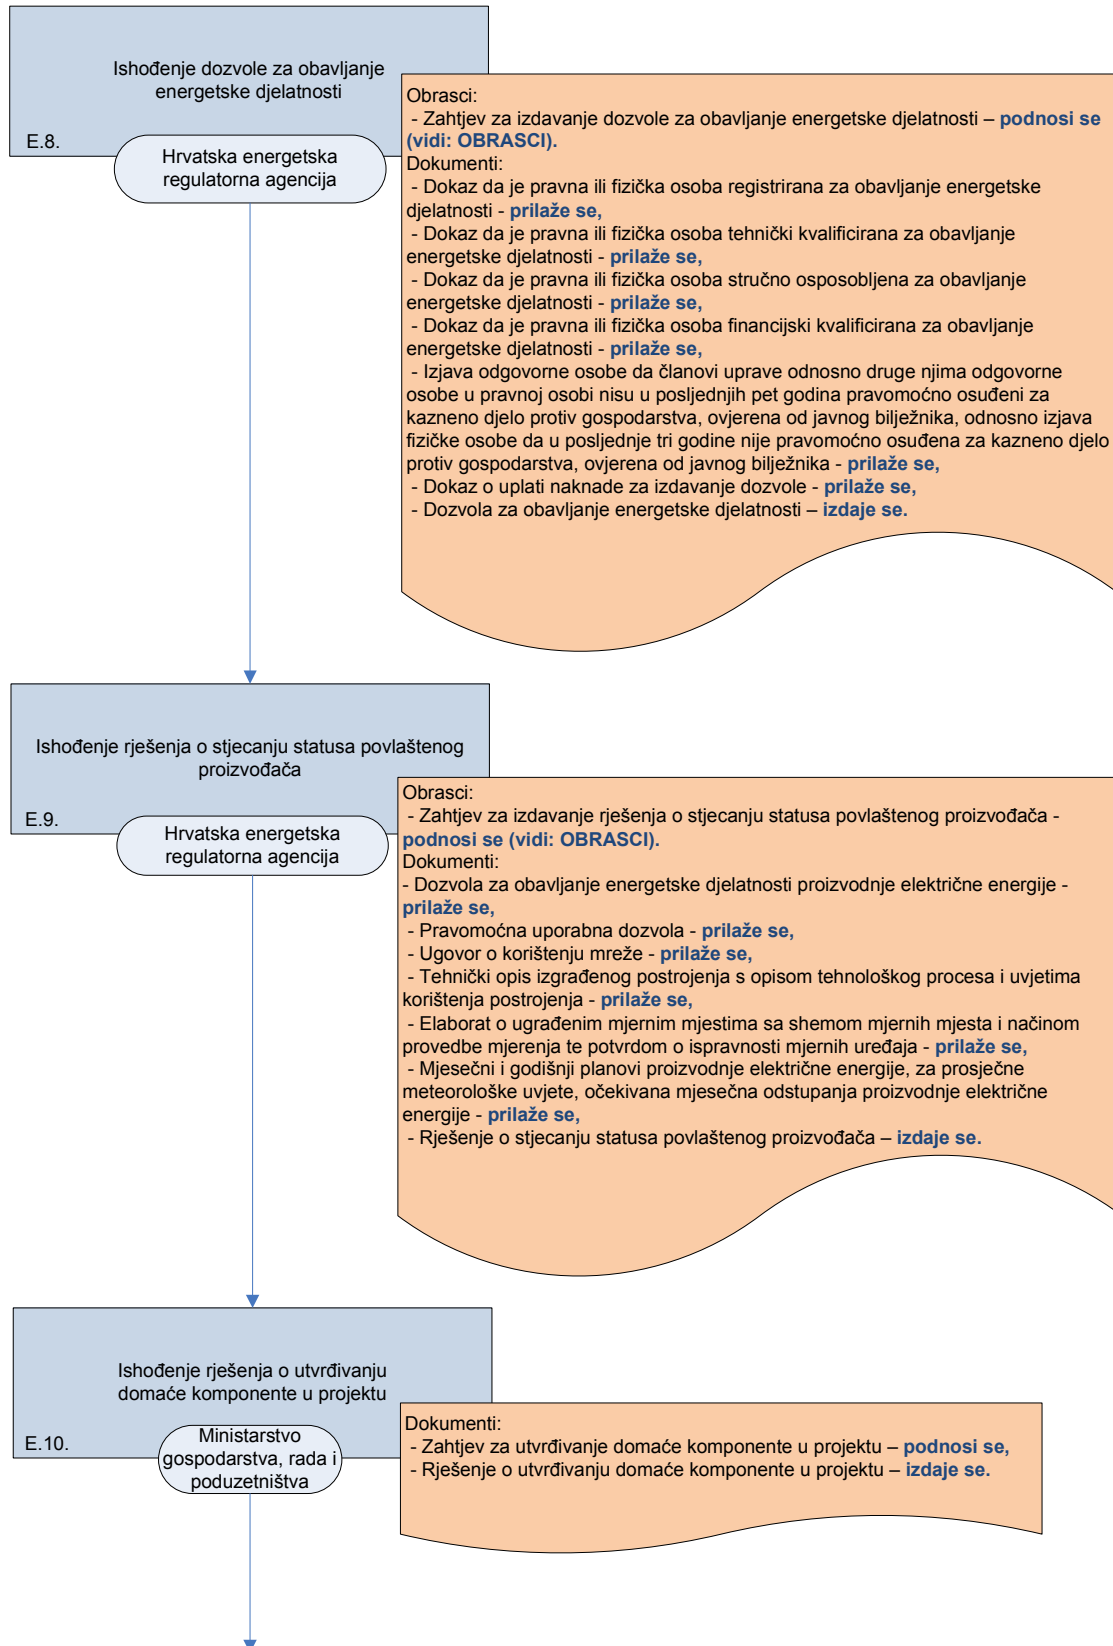 Ishođenje dozvole za obavljanje
energetske djelatnosti
E.8.
Hrvatska energetska
regulatorna agencija
Obrasci:
- Zahtjev za izdavanje dozvole za obavljanje energetske djelatnosti – podnosi se
(vidi: OBRASCI).
Dokumenti:
- Dokaz da je pravna ili fizička osoba registrirana za obavljanje energetske
djelatnosti - prilaže se,
- Dokaz da je pravna ili fizička osoba tehnički kvalificirana za obavljanje
energetske djelatnosti - prilaže se,
- Dokaz da je pravna ili fizička osoba stručno osposobljena za obavljanje
energetske djelatnosti - prilaže se,
- Dokaz da je pravna ili fizička osoba financijski kvalificirana za obavljanje
energetske djelatnosti - prilaže se,
- Izjava odgovorne osobe da članovi uprave odnosno druge njima odgovorne
osobe u pravnoj osobi nisu u posljednjih pet godina pravomoćno osuđeni za
kazneno djelo protiv gospodarstva, ovjerena od javnog bilježnika, odnosno izjava
fizičke osobe da u posljednje tri godine nije pravomoćno osuđena za kazneno djelo
protiv gospodarstva, ovjerena od javnog bilježnika - prilaže se,
- Dokaz o uplati naknade za izdavanje dozvole - prilaže se,
- Dozvola za obavljanje energetske djelatnosti – izdaje se.
Ishođenje rješenja o stjecanju statusa povlaštenog
proizvođača
E.9.
Hrvatska energetska
regulatorna agencija
Obrasci:
- Zahtjev za izdavanje rješenja o stjecanju statusa povlaštenog proizvođača -
podnosi se (vidi: OBRASCI).
Dokumenti:
- Dozvola za obavljanje energetske djelatnosti proizvodnje električne energije -
prilaže se,
- Pravomoćna uporabna dozvola - prilaže se,
- Ugovor o korištenju mreže - prilaže se,
- Tehnički opis izgrađenog postrojenja s opisom tehnološkog procesa i uvjetima
korištenja postrojenja - prilaže se,
- Elaborat o ugrađenim mjernim mjestima sa shemom mjernih mjesta i načinom
provedbe mjerenja te potvrdom o ispravnosti mjernih uređaja - prilaže se,
- Mjesečni i godišnji planovi proizvodnje električne energije, za prosječne
meteorološke uvjete, očekivana mjesečna odstupanja proizvodnje električne
energije - prilaže se,
- Rješenje o stjecanju statusa povlaštenog proizvođača – izdaje se.
Ishođenje rješenja o utvrđivanju
domaće komponente u projektu
E.10.
Ministarstvo
gospodarstva, rada i
poduzetništva
Dokumenti:
- Zahtjev za utvrđivanje domaće komponente u projektu – podnosi se,
- Rješenje o utvrđivanju domaće komponente u projektu – izdaje se.